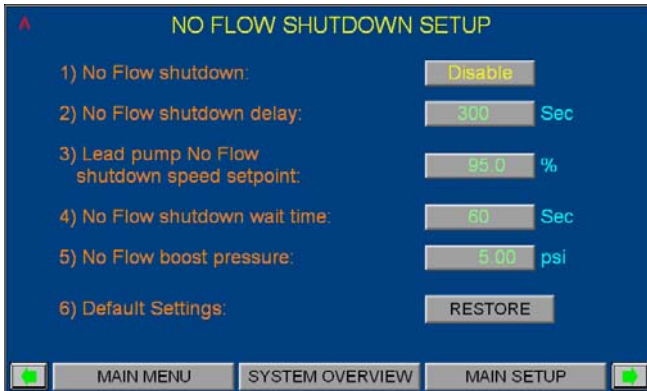 A NO FLOW SHUTDOWN SETUP
1) No Flow shutdown: Disable
2) No Flow shutdown delay: 300 Sec
3) Lead pump No Flow
shutdown speed setpoint: 95.0 %
4) No Flow shutdown wait time: 60 Sec
5) No Flow boost pressure: 5.00 psi
6) Default Settings: RESTORE
MAIN MENU SYSTEM OVERVIEW MAIN SETUP